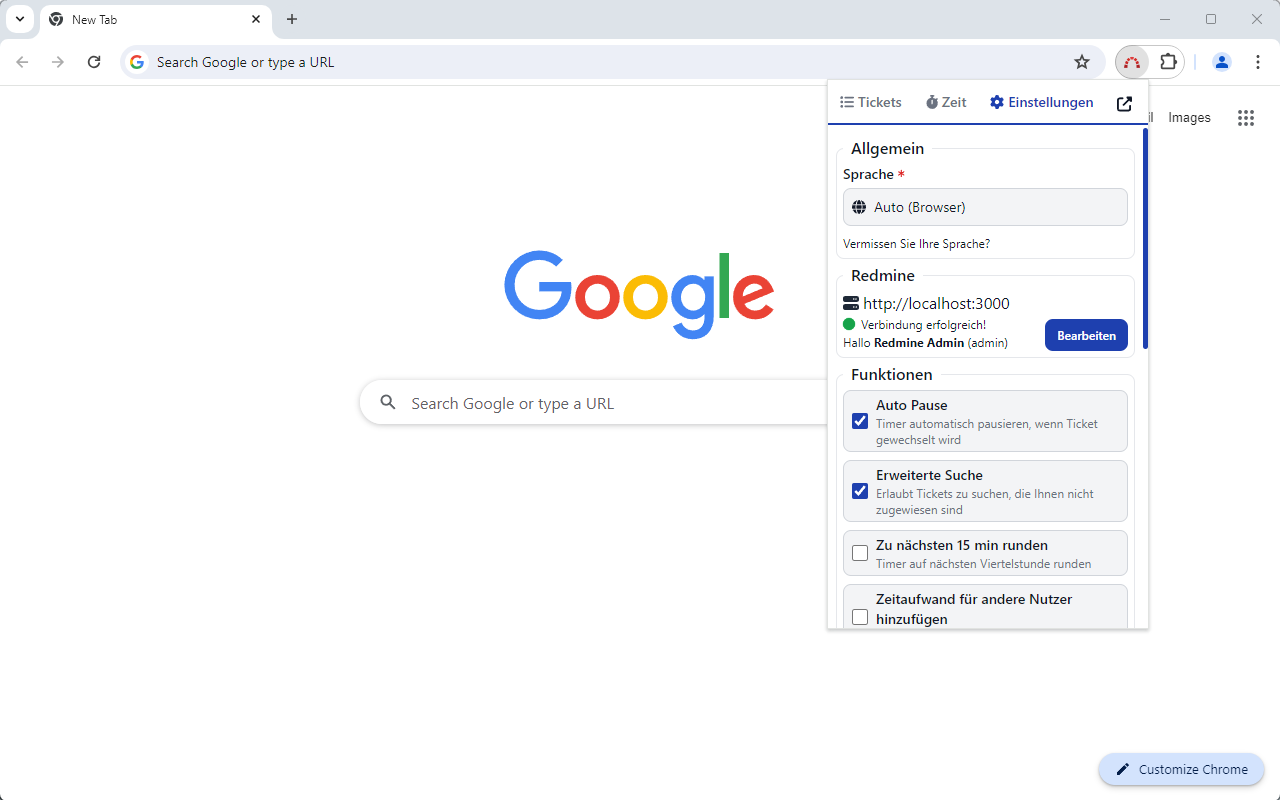 New Tab
Search Google or type a URL
Tickets
Zeit
Einstellungen
Images
Allgemein
Sprache *
Auto (Browser)
Vermissen Sie Ihre Sprache?
Redmine
http://localhost:3000
Verbindung erfolgreich!
Hallo Redmine Admin (admin)
Bearbeiten
Funktionen
Auto Pause
Timer automatisch pausieren, wenn Ticket
gewechselt wird
Erweiterte Suche
Erlaubt Tickets zu suchen, die Ihnen nicht
zugewiesen sind
Zu nächsten 15 min runden
Timer auf nächsten Viertelstunde runden
Zeitaufwand für andere Nutzer
hinzufügen
Google
Search Google or type a URL
Customize Chrome